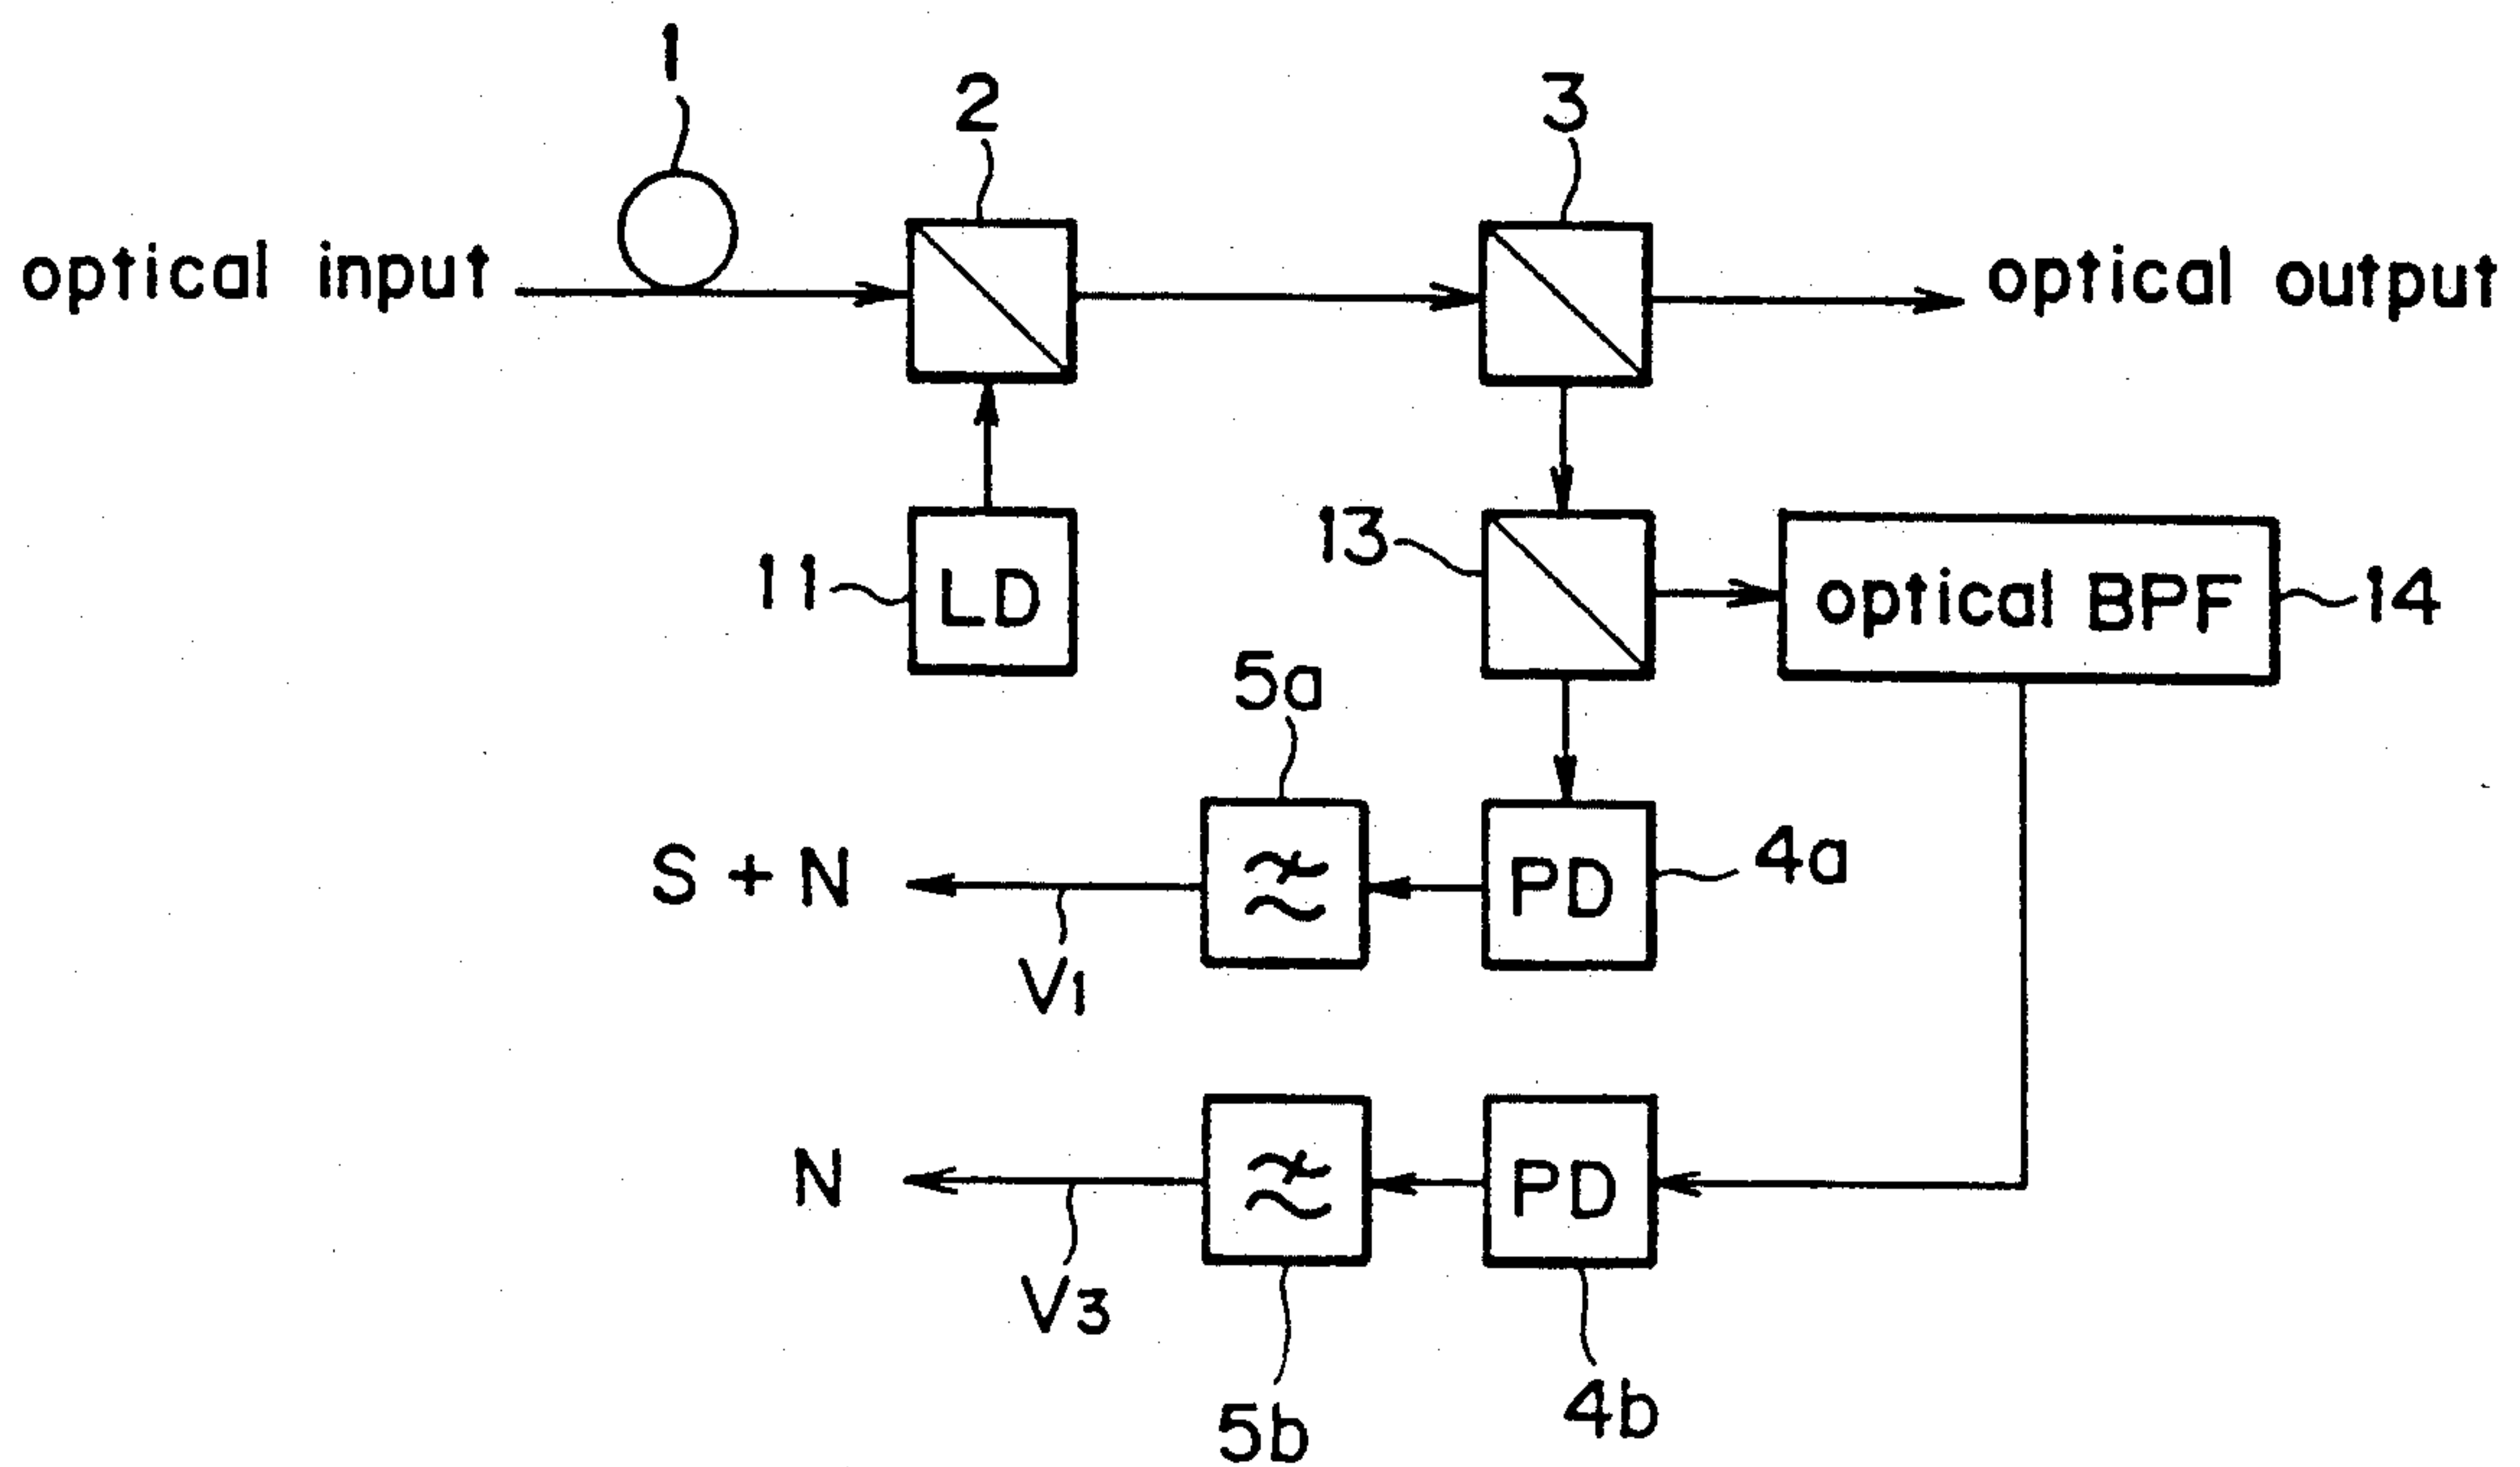 1
2
3
optical input
optical output
13
11
LD
optical BPF
14
5a
S + N
PD
4a
V1
N
PD
V3
5b
4b